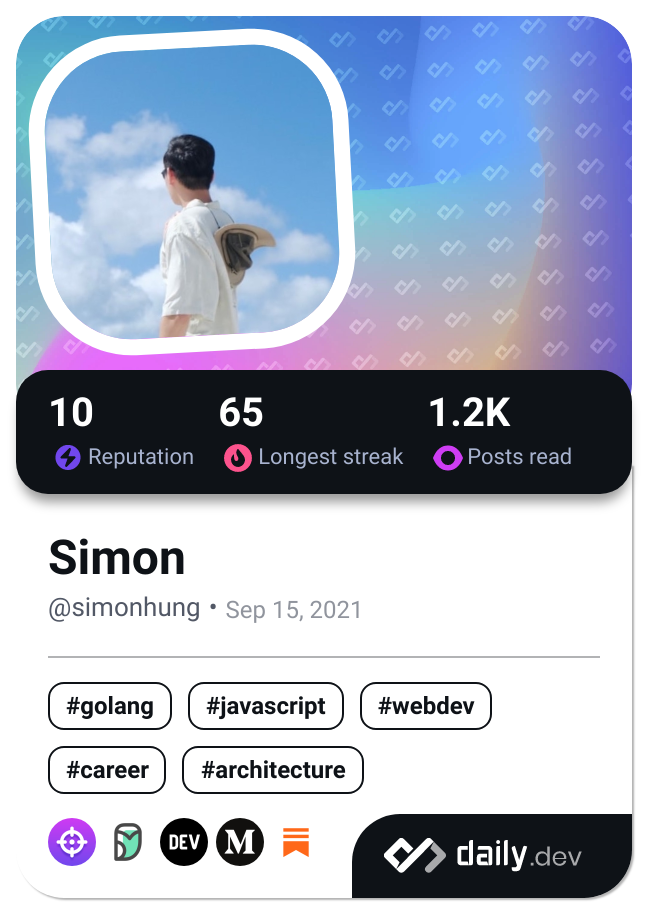 10 65 1.2K
Reputation Longest streak Posts read
Simon
@simonhung • Sep 15, 2021
#golang #javascript #webdev
#career #architecture
DEV M daily.dev